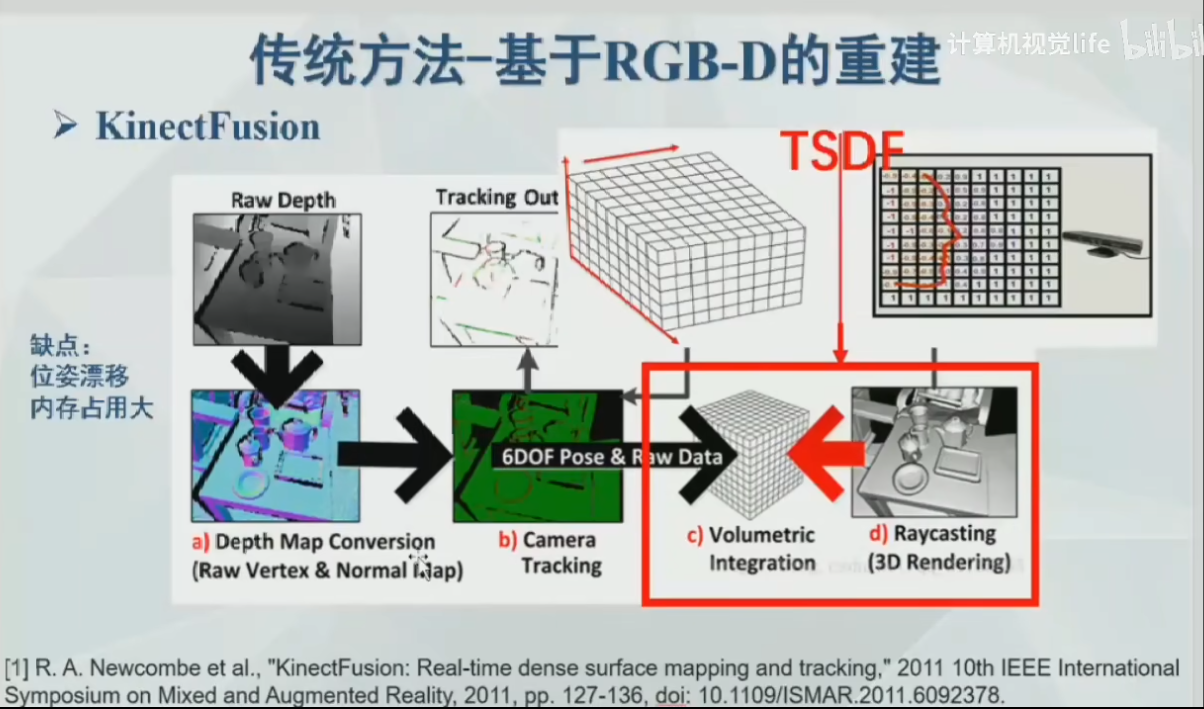 传统方法-基于RGB-D的重建
计算机视觉life
bilibili
➢ KinectFusion
TSDF
Raw Depth
Tracking Out
缺点：
位姿漂移
内存占用大
6DOF Pose & Raw Data
a) Depth Map Conversion
(Raw Vertex & Normal Map)
b) Camera
Tracking
c) Volumetric
Integration
d) Raycasting
(3D Rendering)
[1] R. A. Newcombe et al., "KinectFusion: Real-time dense surface mapping and tracking," 2011 10th IEEE International
Symposium on Mixed and Augmented Reality, 2011, pp. 127-136, doi: 10.1109/ISMAR.2011.6092378.